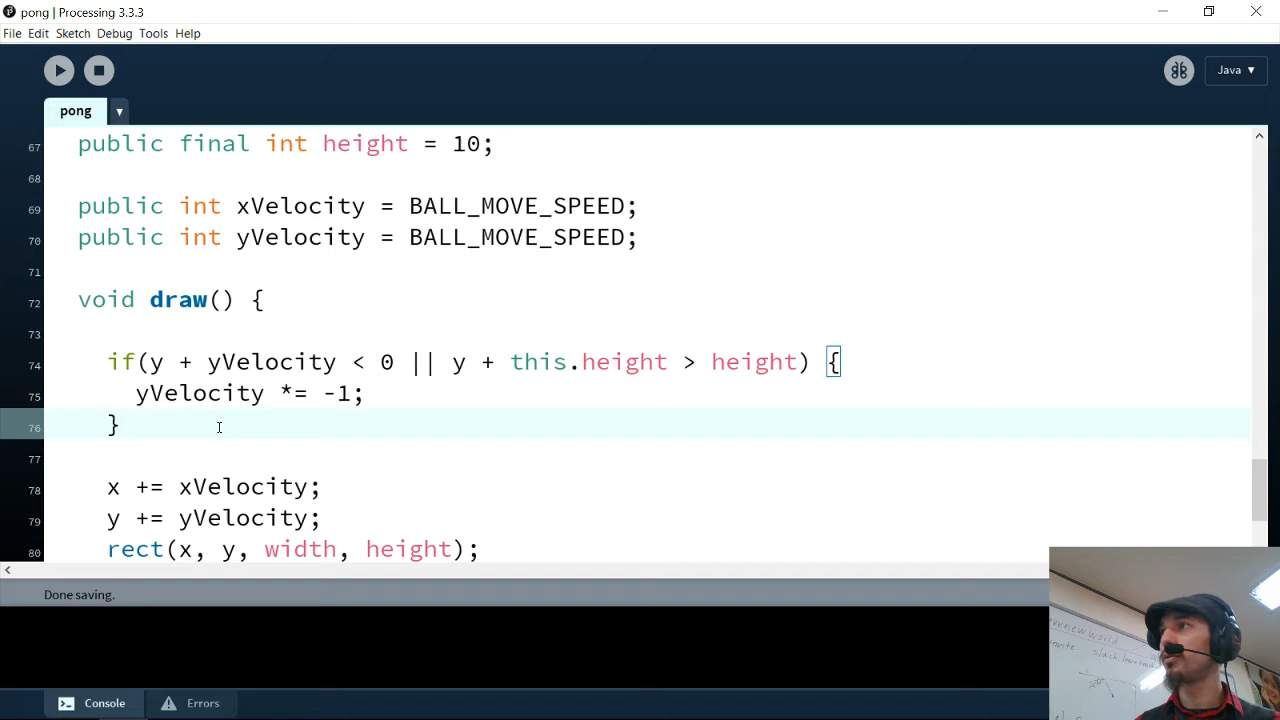 pong | Processing 3.3.3
File Edit Sketch Debug Tools Help
Java ▼
pong ▼
67 public final int height = 10;
68
69 public int xVelocity = BALL_MOVE_SPEED;
70 public int yVelocity = BALL_MOVE_SPEED;
71
72 void draw() {
73
74 if(y + yVelocity < 0 || y + this.height > height) {
75 yVelocity *= -1;
76 }
77
78 x += xVelocity;
79 y += yVelocity;
80 rect(x, y, width, height);
Done saving.
Console Errors